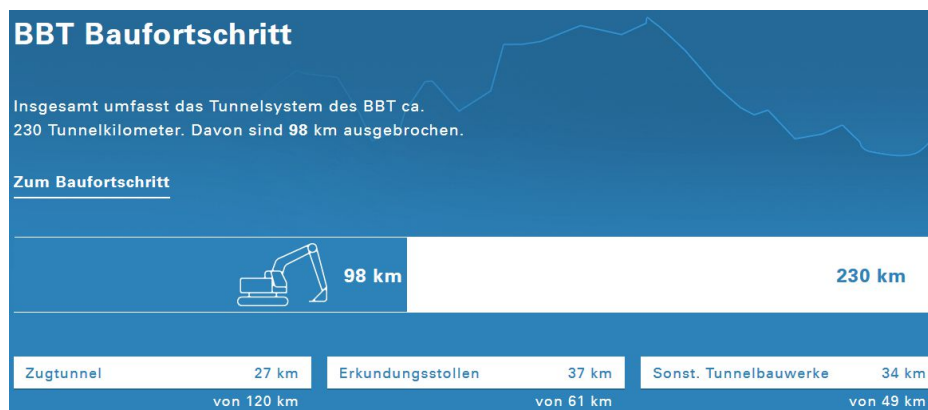 BBT Baufortschritt
Insgesamt umfasst das Tunnelsystem des BBT ca.
230 Tunnelkilometer. Davon sind 98 km ausgebrochen.
Zum Baufortschritt
98 km
230 km
Zugtunnel 27 km
von 120 km
Erkundungsstollen 37 km
von 61 km
Sonst. Tunnelbauwerke 34 km
von 49 km